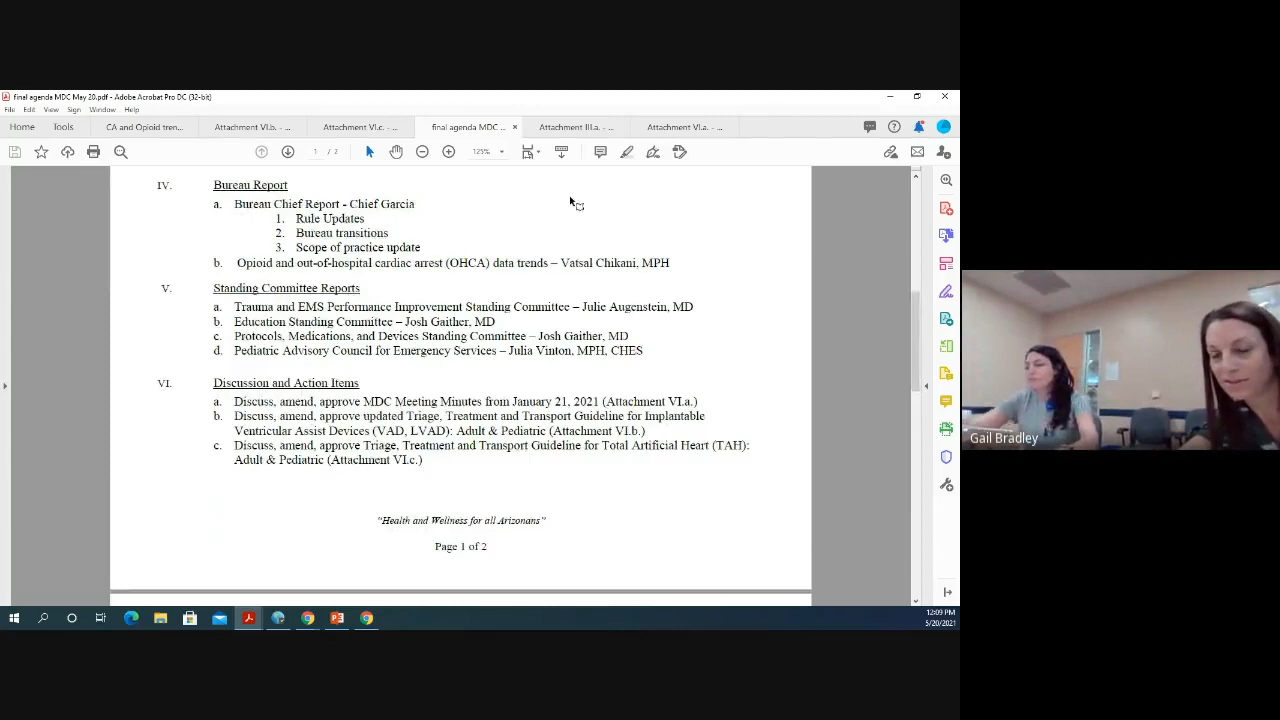 final agenda MDC May 20.pdf - Adobe Acrobat Pro DC (32-bit)
File Edit View Sign Window Help
Home Tools CA and Opioid tren... Attachment VI.b. - ... Attachment VI.c. - ... final agenda MDC ... × Attachment III.a. - ... Attachment VI.a. - ...
1 / 2 125%
IV. Bureau Report
a. Bureau Chief Report - Chief Garcia
1. Rule Updates
2. Bureau transitions
3. Scope of practice update
b. Opioid and out-of-hospital cardiac arrest (OHCA) data trends – Vatsal Chikani, MPH
V. Standing Committee Reports
a. Trauma and EMS Performance Improvement Standing Committee – Julie Augenstein, MD
b. Education Standing Committee – Josh Gaither, MD
c. Protocols, Medications, and Devices Standing Committee – Josh Gaither, MD
d. Pediatric Advisory Council for Emergency Services – Julia Vinton, MPH, CHES
VI. Discussion and Action Items
a. Discuss, amend, approve MDC Meeting Minutes from January 21, 2021 (Attachment VI.a.)
b. Discuss, amend, approve updated Triage, Treatment and Transport Guideline for Implantable
Ventricular Assist Devices (VAD, LVAD): Adult & Pediatric (Attachment VI.b.)
c. Discuss, amend, approve Triage, Treatment and Transport Guideline for Total Artificial Heart (TAH):
Adult & Pediatric (Attachment VI.c.)
"Health and Wellness for all Arizonans"
Page 1 of 2
12:09 PM
5/20/2021
Gail Bradley